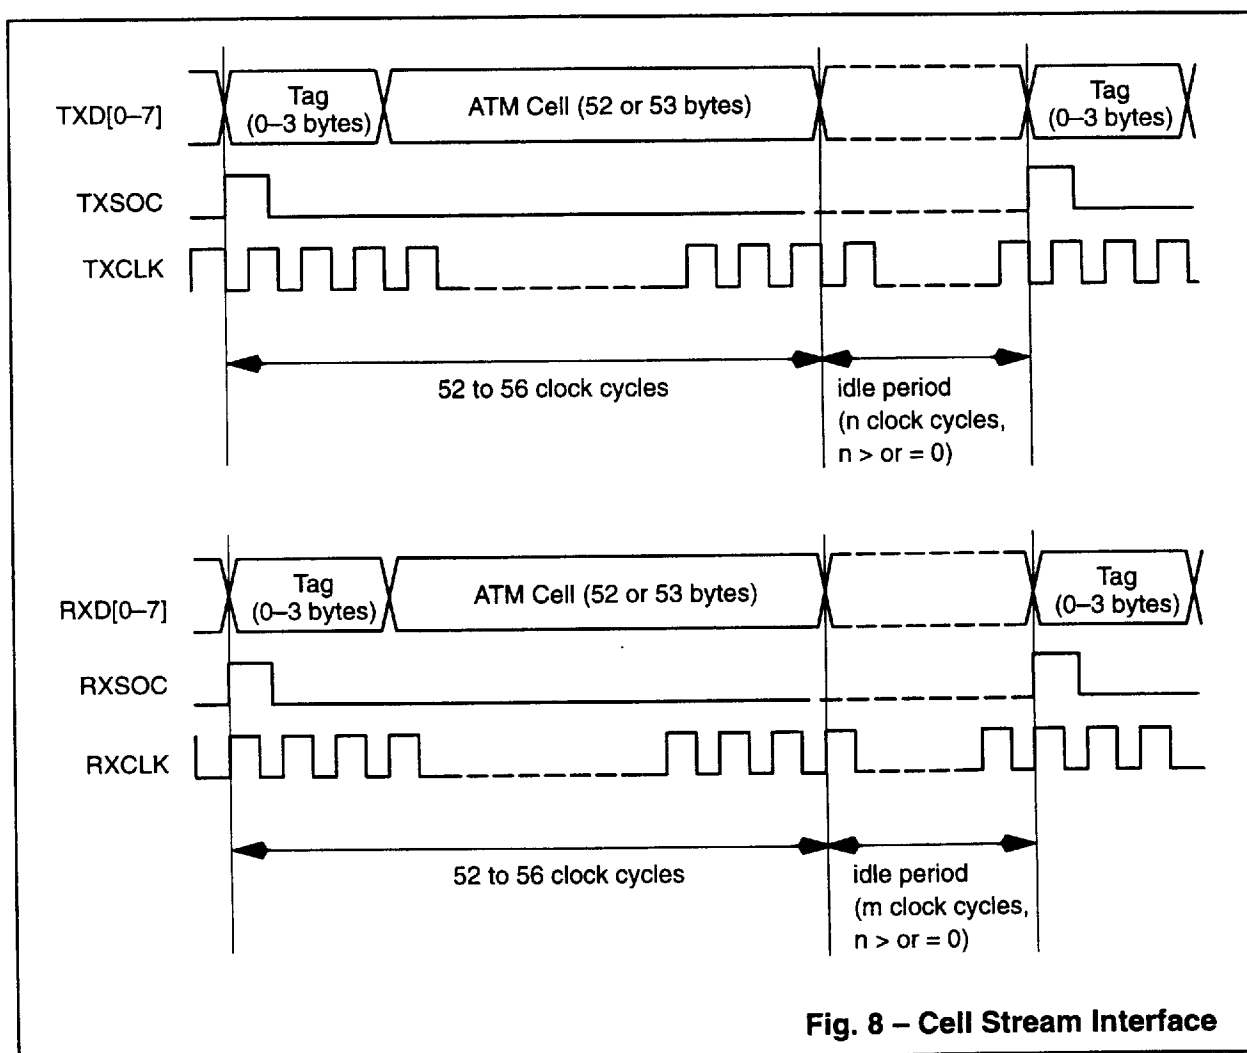 TXD[0–7]
Tag
(0–3 bytes)
ATM Cell (52 or 53 bytes)
Tag
(0–3 bytes)
TXSOC
TXCLK
52 to 56 clock cycles
idle period
(n clock cycles,
n > or = 0)
RXD[0–7]
Tag
(0–3 bytes)
ATM Cell (52 or 53 bytes)
Tag
(0–3 bytes)
RXSOC
RXCLK
52 to 56 clock cycles
idle period
(m clock cycles,
n > or = 0)
Fig. 8 – Cell Stream Interface